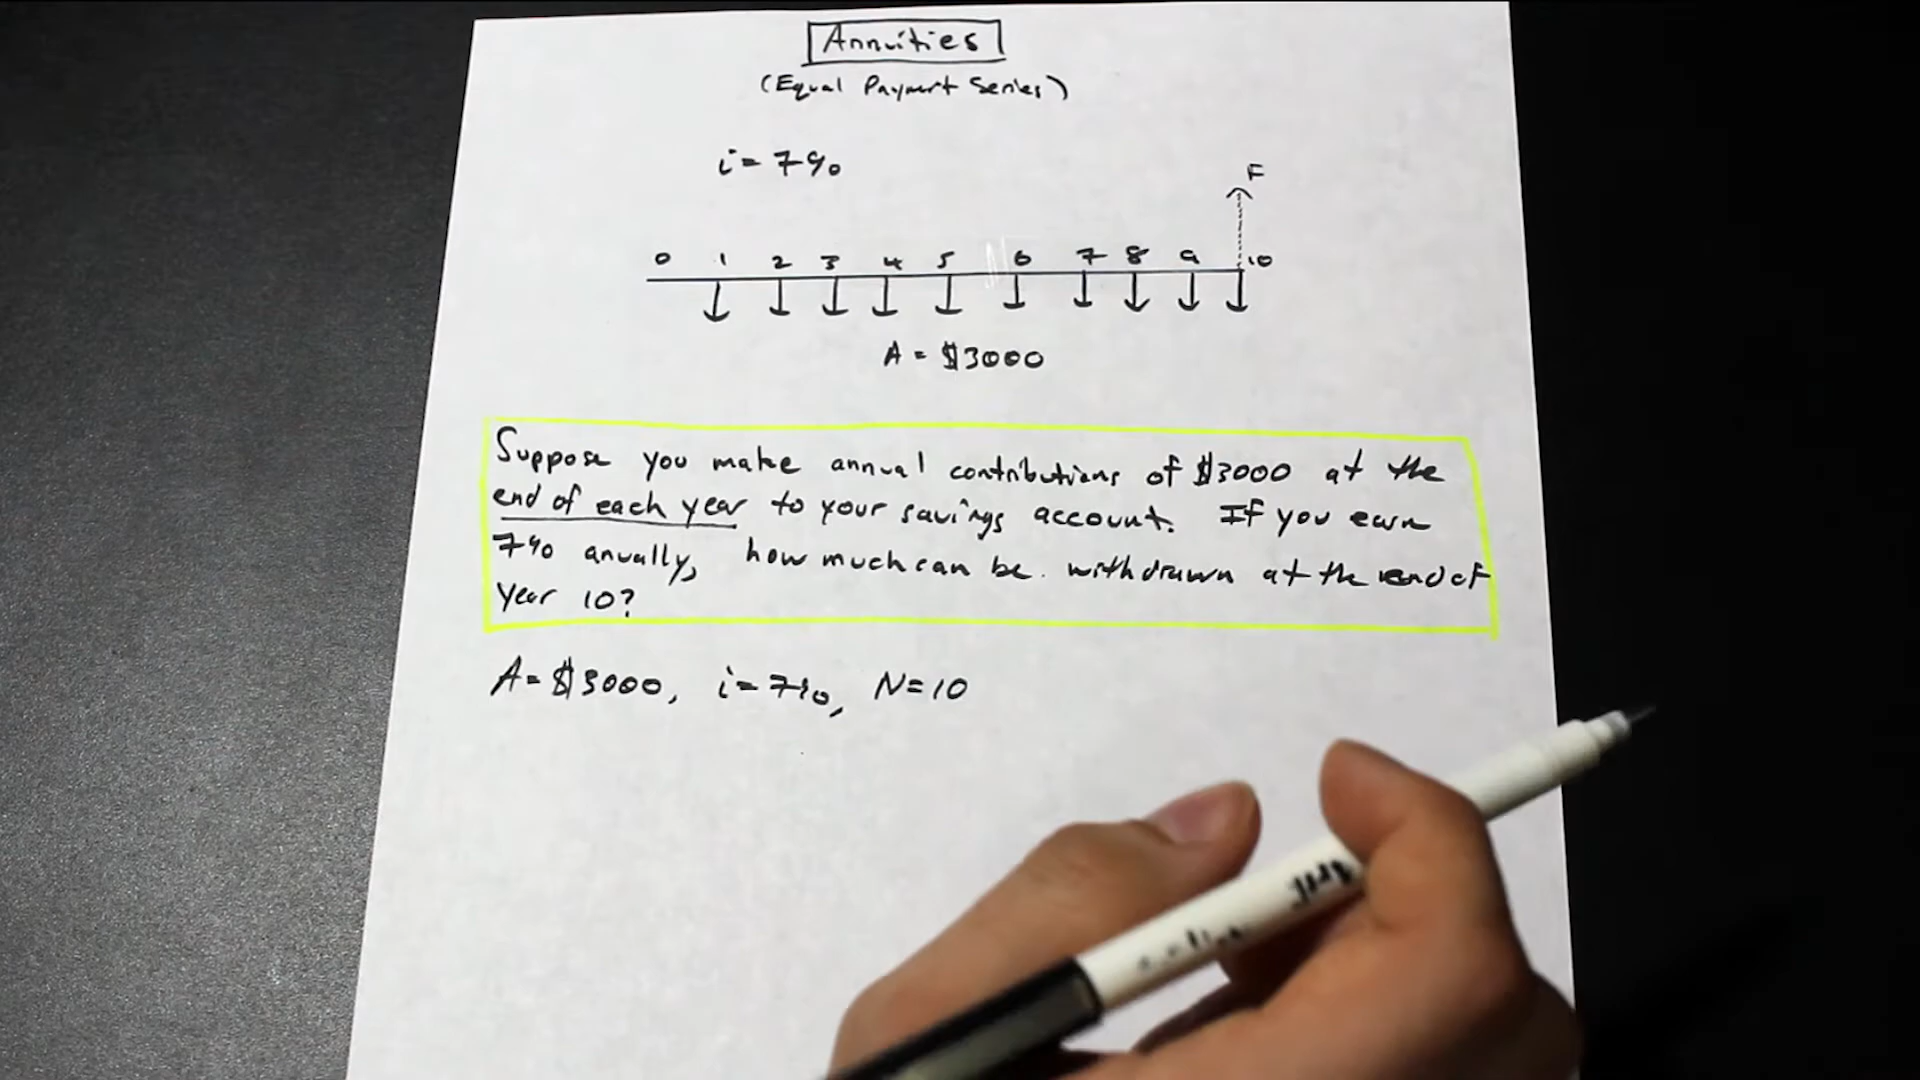 Annuities
(Equal Payment Series)
i = 7%
F
0 1 2 3 4 5 6 7 8 9 10
A = $3000
Suppose you make annual contributions of $3000 at the
end of each year to your savings account. If you earn
7% anually, how much can be withdrawn at the end of
year 10?
A = $3000, i = 7%, N = 10